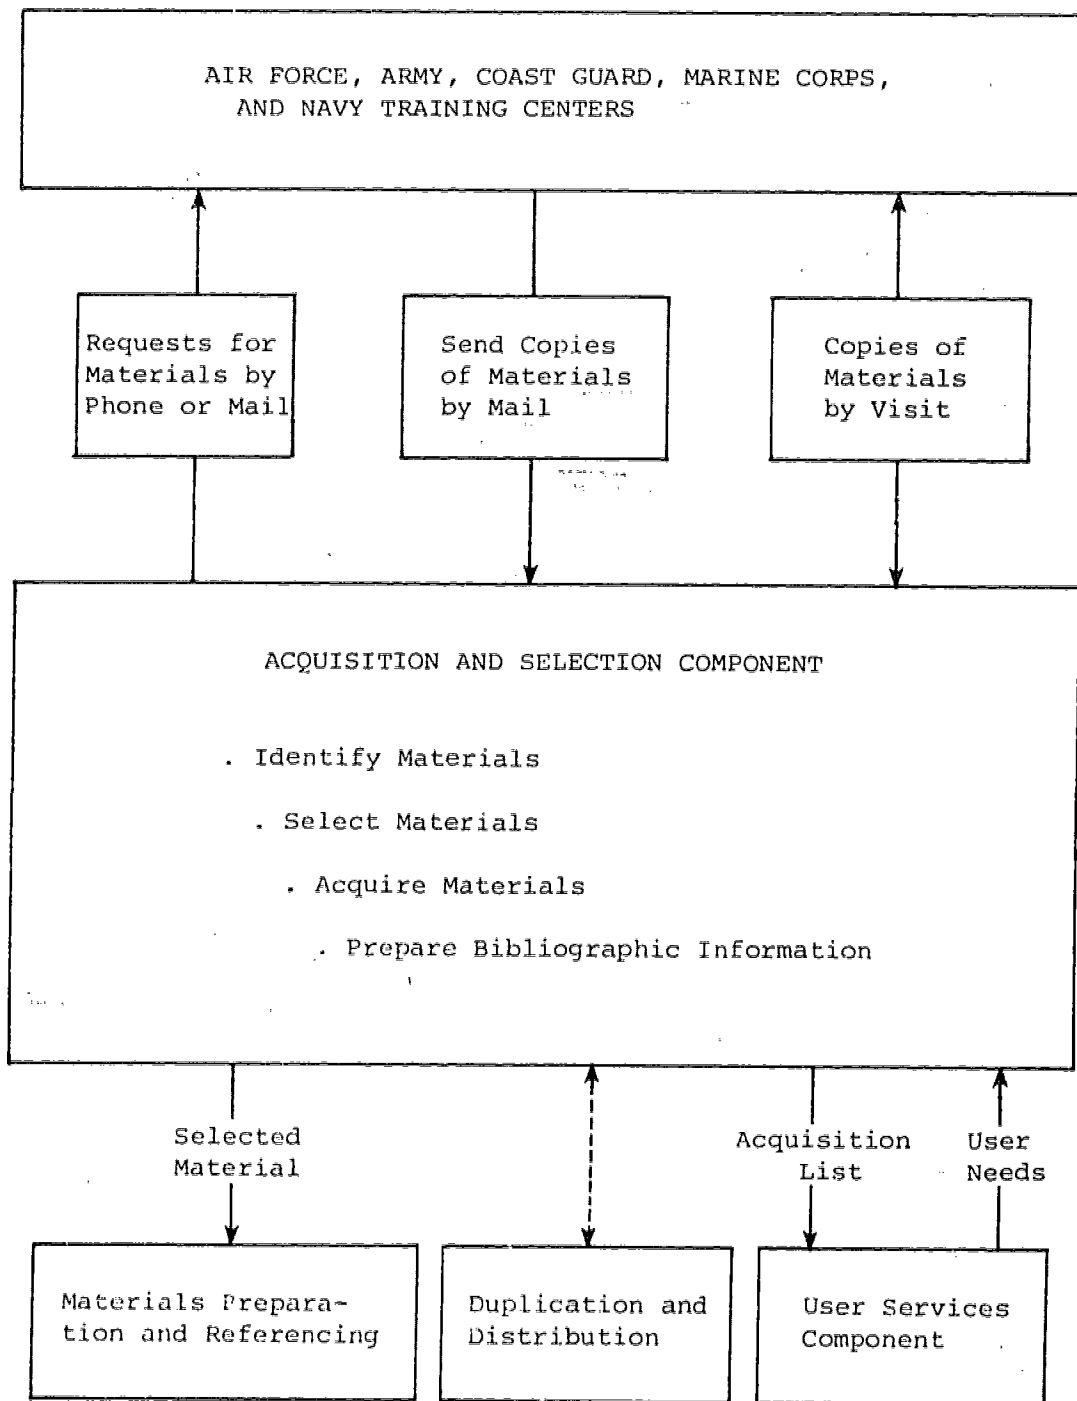 AIR FORCE, ARMY, COAST GUARD, MARINE CORPS,
AND NAVY TRAINING CENTERS
Requests for
Materials by
Phone or Mail
Send Copies
of Materials
by Mail
Copies of
Materials
by Visit
ACQUISITION AND SELECTION COMPONENT
. Identify Materials
. Select Materials
. Acquire Materials
. Prepare Bibliographic Information
Selected
Material
Acquisition
List
User
Needs
Materials Prepara-
tion and Referencing
Duplication and
Distribution
User Services
Component